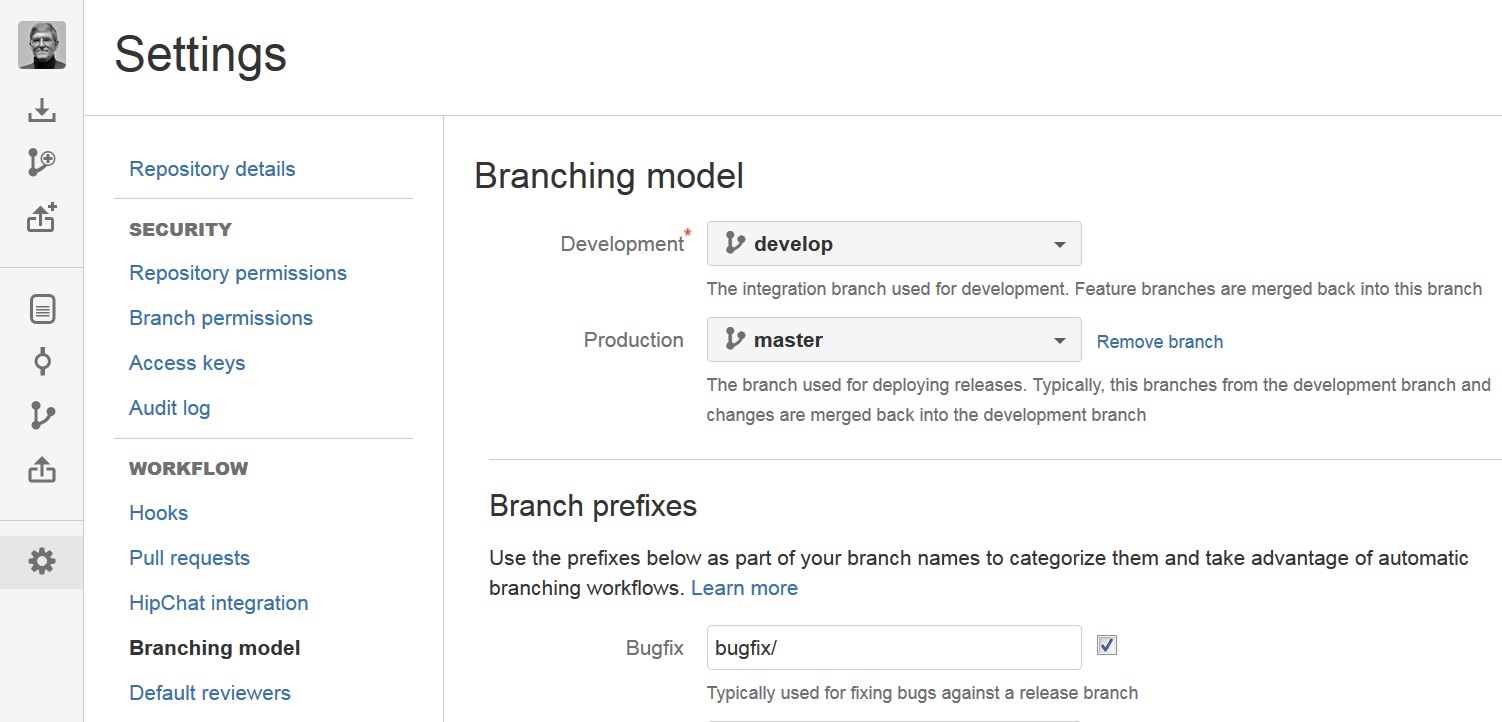 Settings
Repository details
SECURITY
Repository permissions
Branch permissions
Access keys
Audit log
WORKFLOW
Hooks
Pull requests
HipChat integration
Branching model
Default reviewers
Branching model
Development*
develop
The integration branch used for development. Feature branches are merged back into this branch
Production
master
Remove branch
The branch used for deploying releases. Typically, this branches from the development branch and
changes are merged back into the development branch
Branch prefixes
Use the prefixes below as part of your branch names to categorize them and take advantage of automatic
branching workflows. Learn more
Bugfix
bugfix/
Typically used for fixing bugs against a release branch